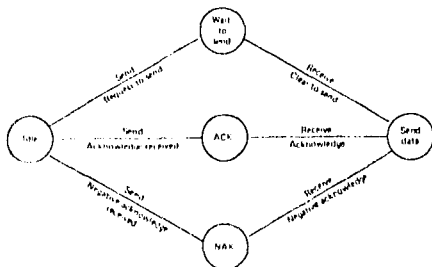 Wait
to
send
Send
Request to send
Receive
Clear to send
Idle
Send
Acknowledge received
ACK
Receive
Acknowledge
Send
data
Send
Negative acknowledge
received
Receive
Negative acknowledge
NAK